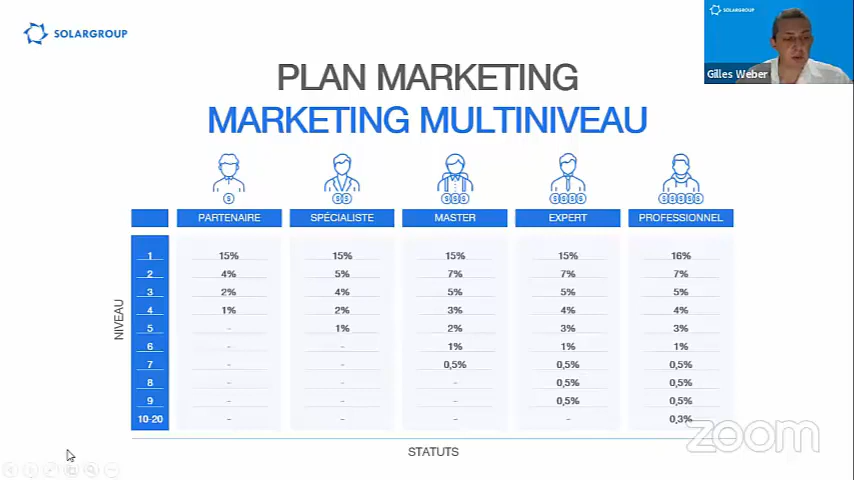 SOLARGROUP
SOLARGROUP
Gilles Weber
PLAN MARKETING
MARKETING MULTINIVEAU
PARTENAIRE SPÉCIALISTE MASTER EXPERT PROFESSIONNEL
NIVEAU
1 15% 15% 15% 15% 16%
2 4% 5% 7% 7% 7%
3 2% 4% 5% 5% 5%
4 1% 2% 3% 4% 4%
5 - 1% 2% 3% 3%
6 - - 1% 1% 1%
7 - - 0,5% 0,5% 0,5%
8 - - - 0,5% 0,5%
9 - - - 0,5% 0,5%
10-20 - - - - 0,3%
STATUTS
zoom